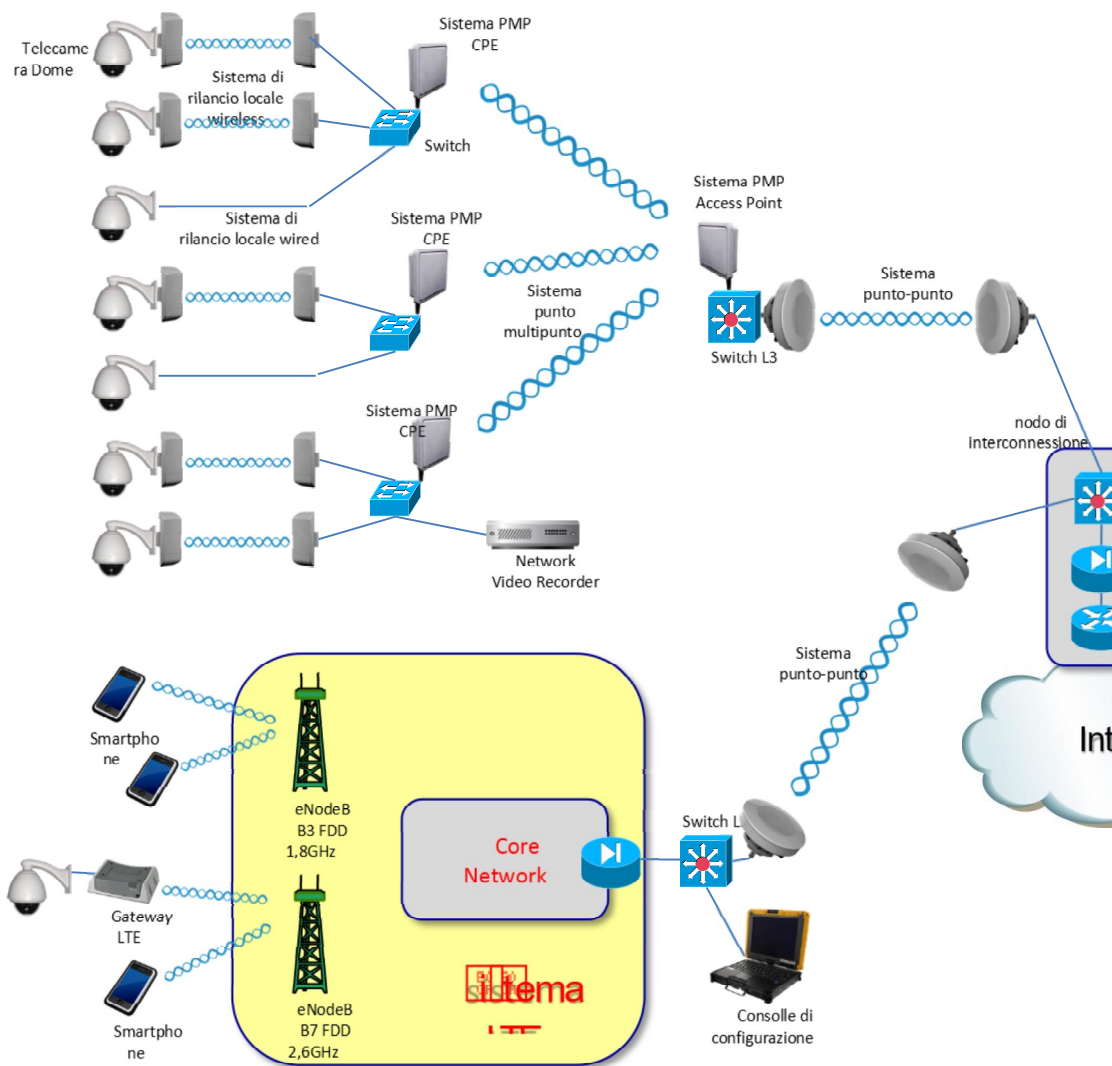 Sistema PMP
CPE
Telecame
ra Dome
Sistema di
rilancio locale
wireless
Switch
Sistema PMP
Access Point
Sistema di
rilancio locale wired
Sistema PMP
CPE
Sistema
punto
multipunto
Sistema
punto-punto
Switch L3
Sistema PMP
CPE
nodo di
interconnessione
Network
Video Recorder
Sistema
punto-punto
Smartpho
ne
Int
eNodeB
B3 FDD
1,8GHz
Switch L
Core
Network
Gateway
LTE
Smartpho
ne
eNodeB
B7 FDD
2,6GHz
Consolle di
configurazione